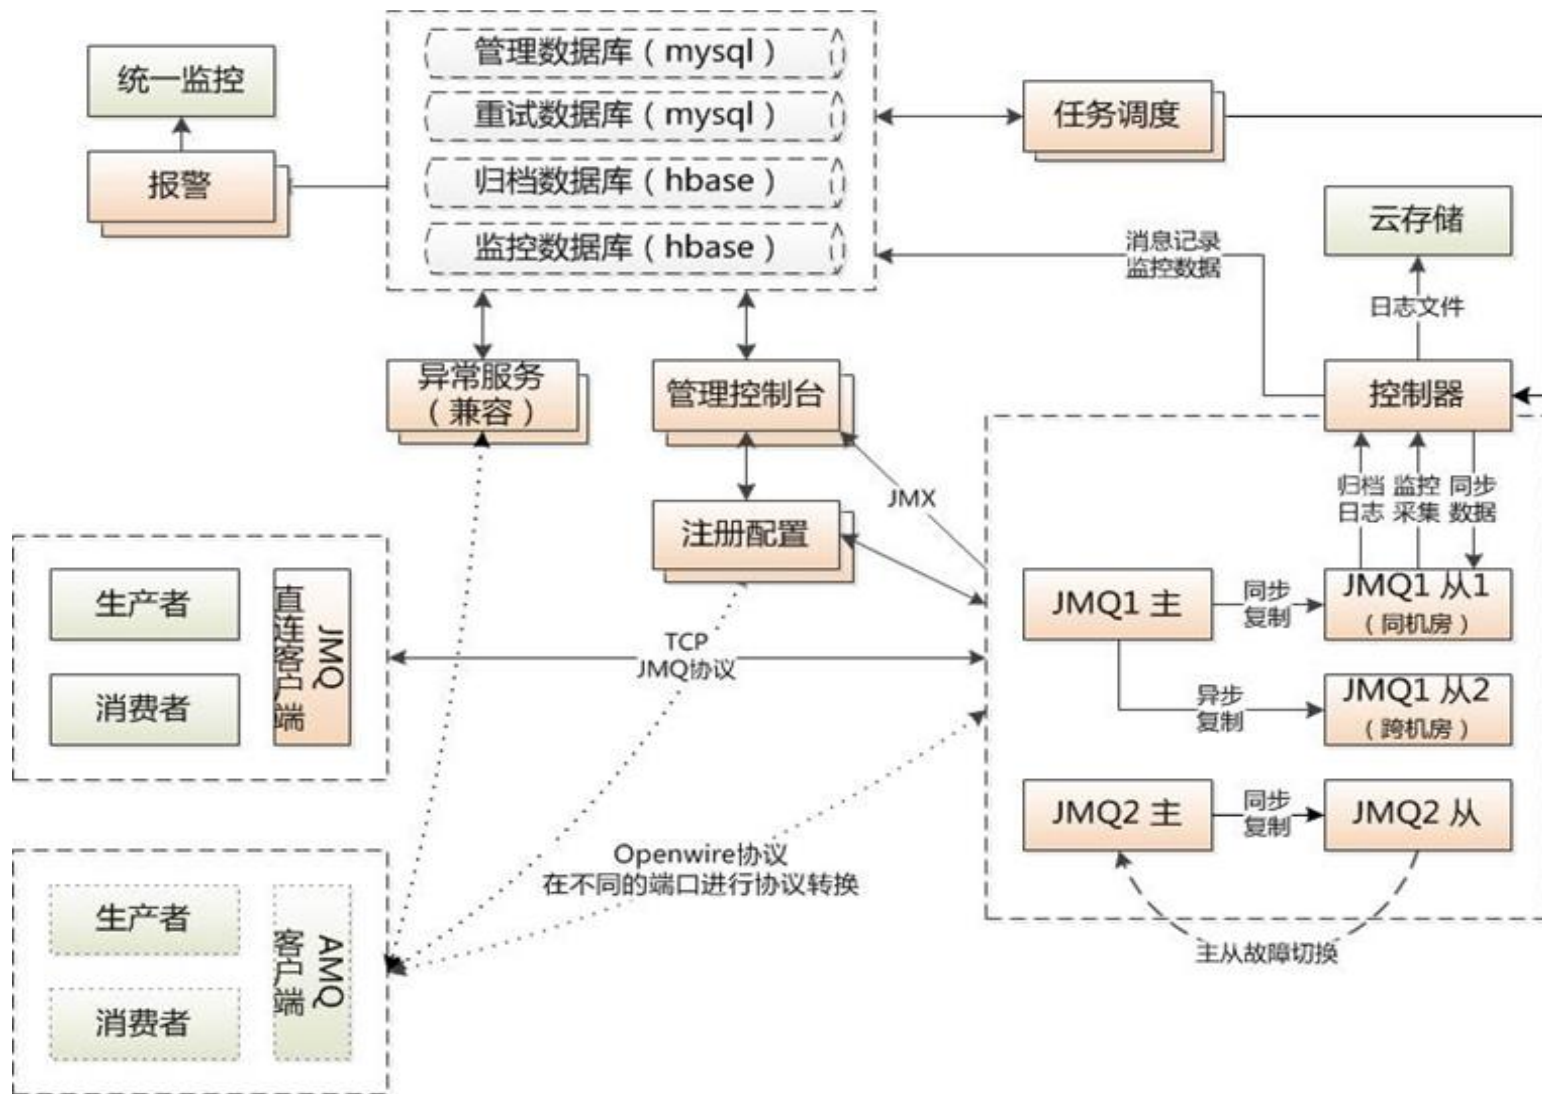 管理数据库（mysql）
重试数据库（mysql）
归档数据库（hbase）
监控数据库（hbase）
统一监控
报警
任务调度
云存储
消息记录
监控数据
日志文件
控制器
异常服务
（兼容）
管理控制台
注册配置
JMX
归档
日志
监控
采集
同步
数据
生产者
消费者
JMQ
直连客户端
TCP
JMQ协议
JMQ1 主
同步
复制
JMQ1 从1
（同机房）
异步
复制
JMQ1 从2
（跨机房）
JMQ2 主
同步
复制
JMQ2 从
主从故障切换
Openwire协议
在不同的端口进行协议转换
生产者
消费者
AMQ
客户端